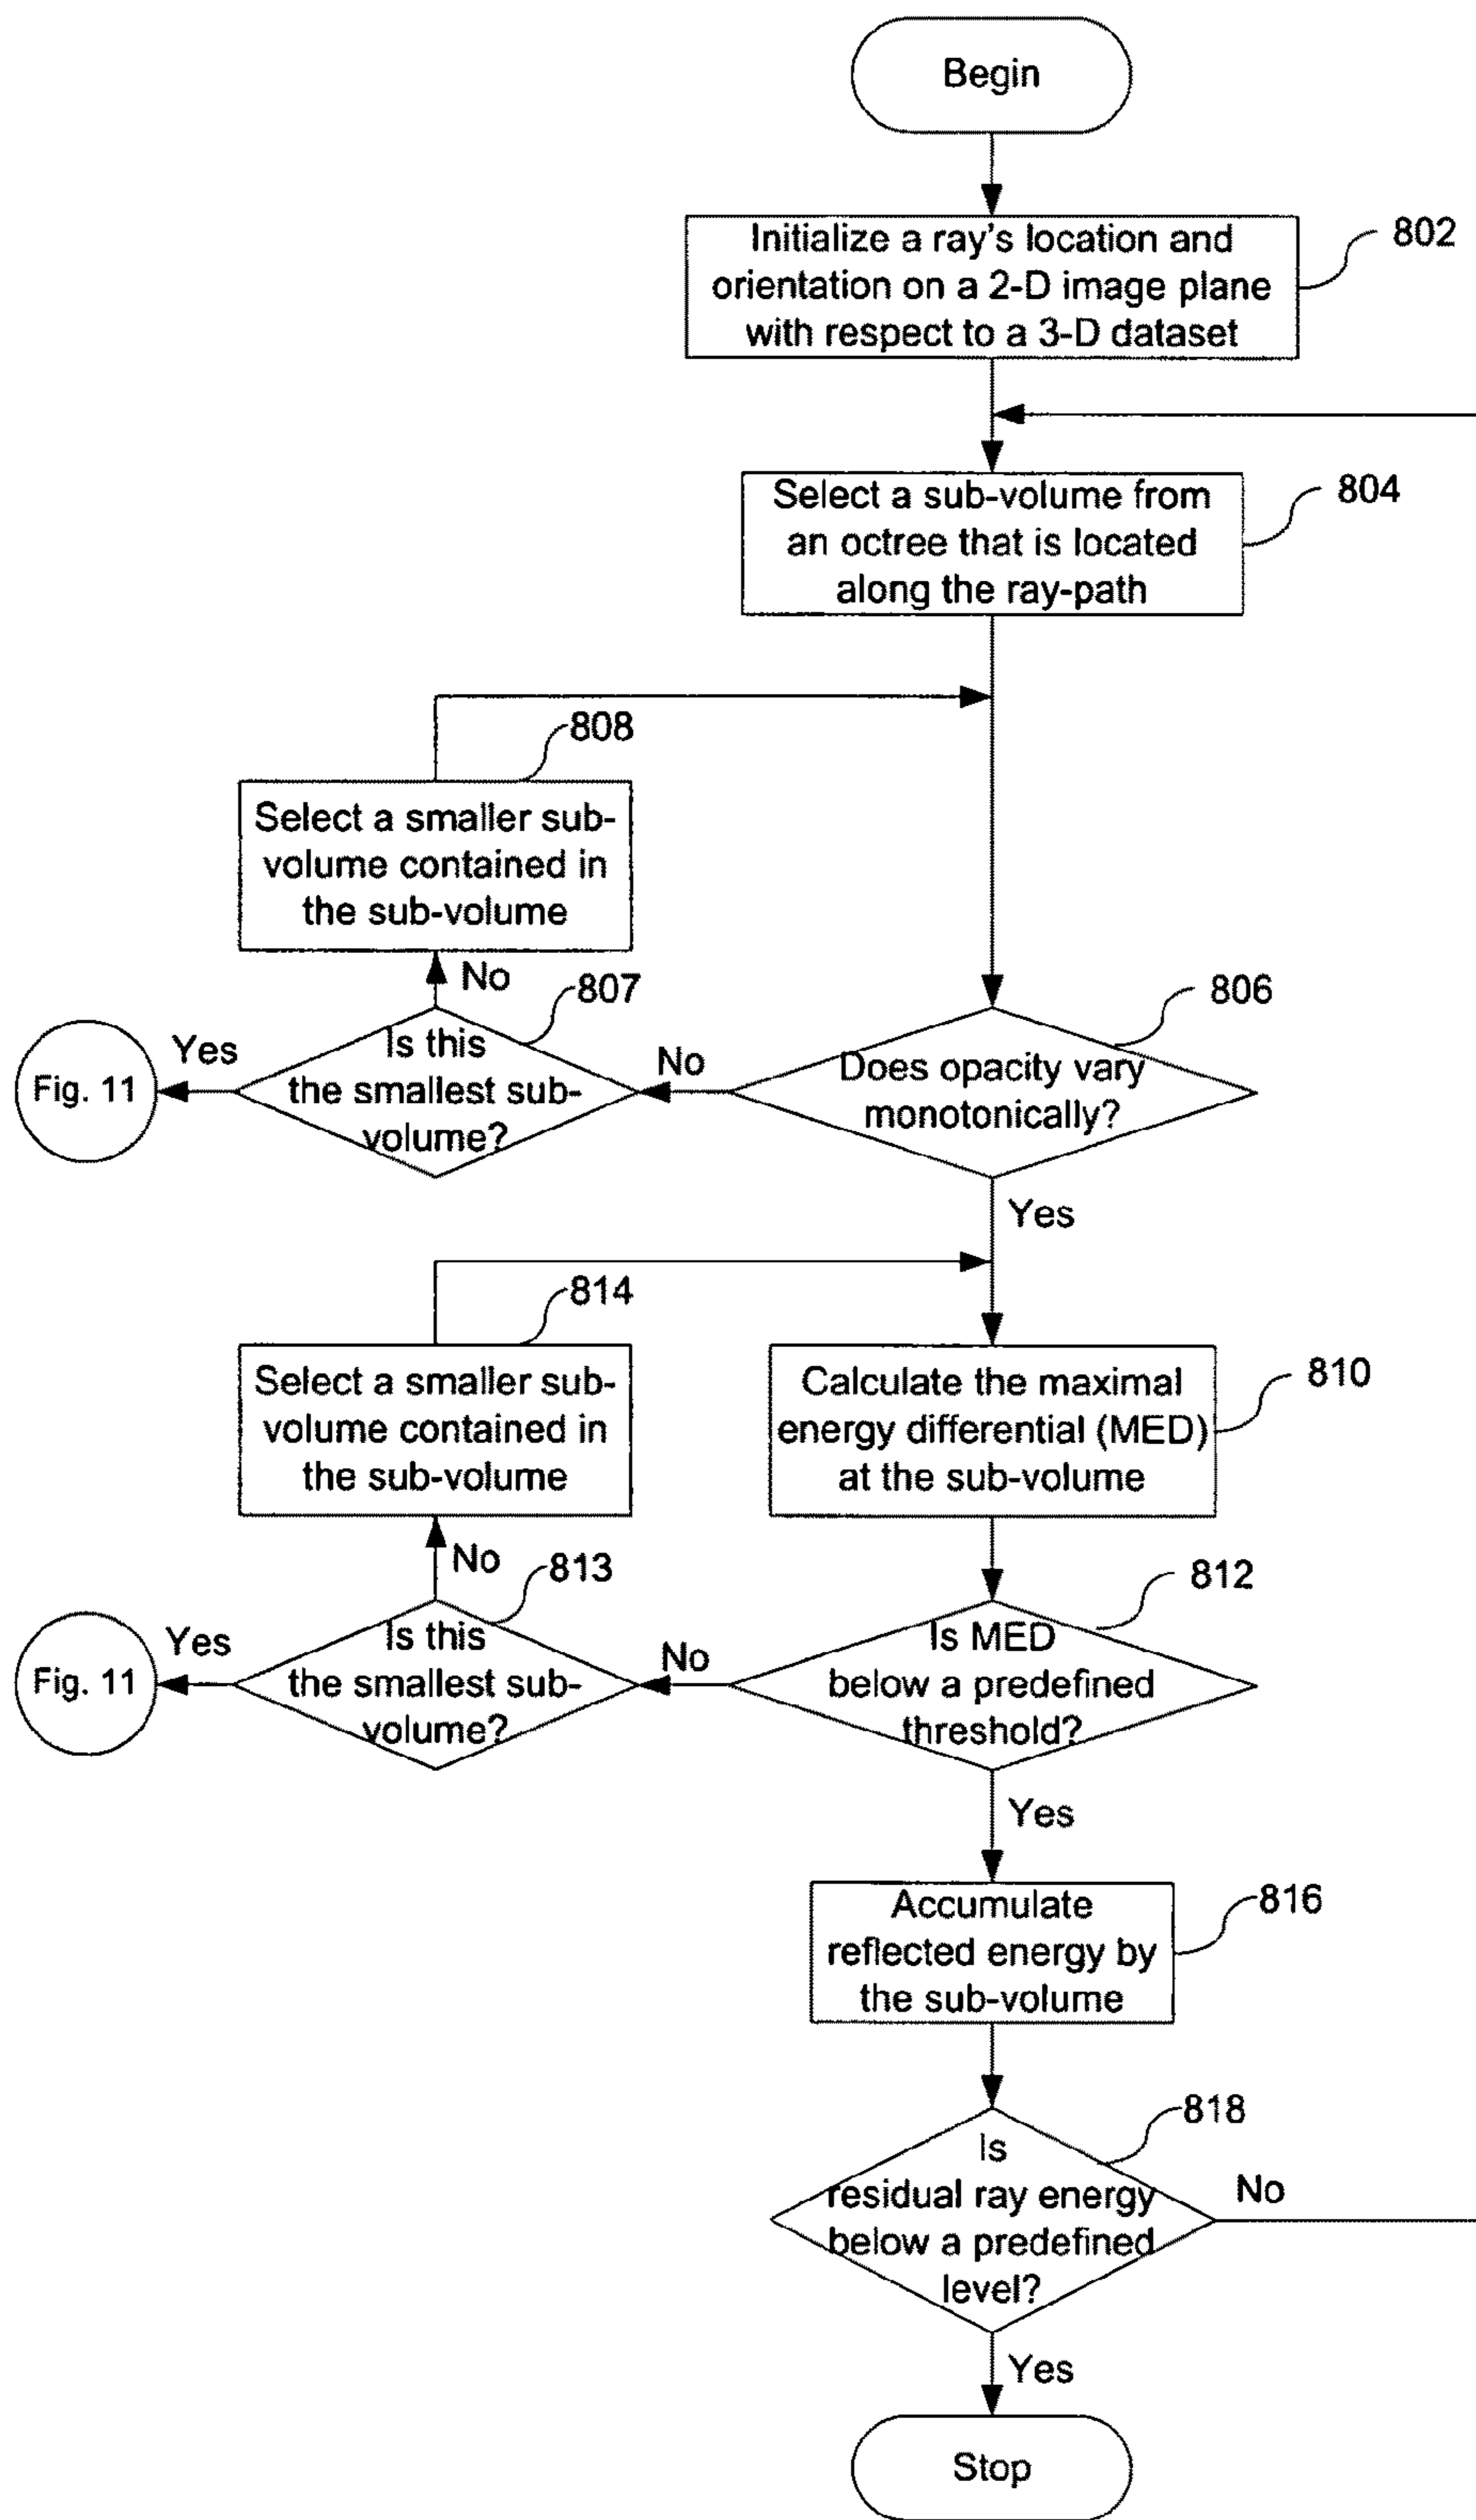 Begin
Initialize a ray's location and
orientation on a 2-D image plane
with respect to a 3-D dataset
802
Select a sub-volume from
an octree that is located
along the ray-path
804
808
Select a smaller sub-
volume contained in
the sub-volume
No
807
806
Fig. 11
Yes
Is this
the smallest sub-
volume?
No
Does opacity vary
monotonically?
Yes
814
Select a smaller sub-
volume contained in
the sub-volume
Calculate the maximal
energy differential (MED)
at the sub-volume
810
No
813
812
Fig. 11
Yes
Is this
the smallest sub-
volume?
No
Is MED
below a predefined
threshold?
Yes
Accumulate
reflected energy by
the sub-volume
816
818
Is
residual ray energy
below a predefined
level?
No
Yes
Stop